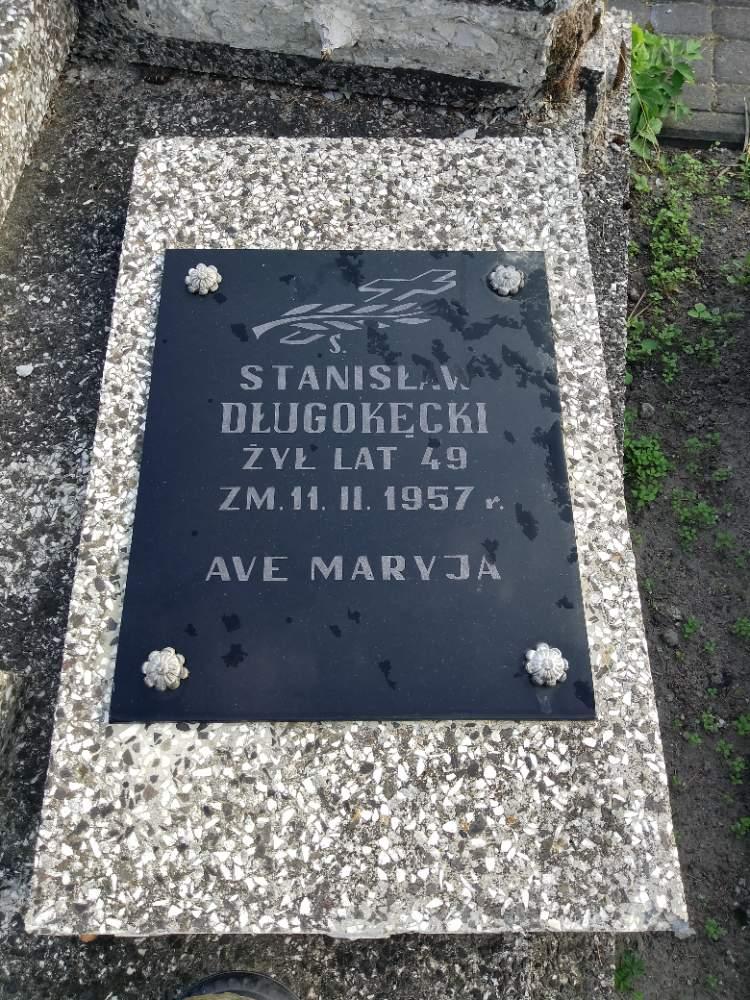 Ś.
STANISŁAW
DŁUGOKĘCKI
ŻYŁ LAT 49
ZM. 11. II. 1957 r.
AVE MARYJA